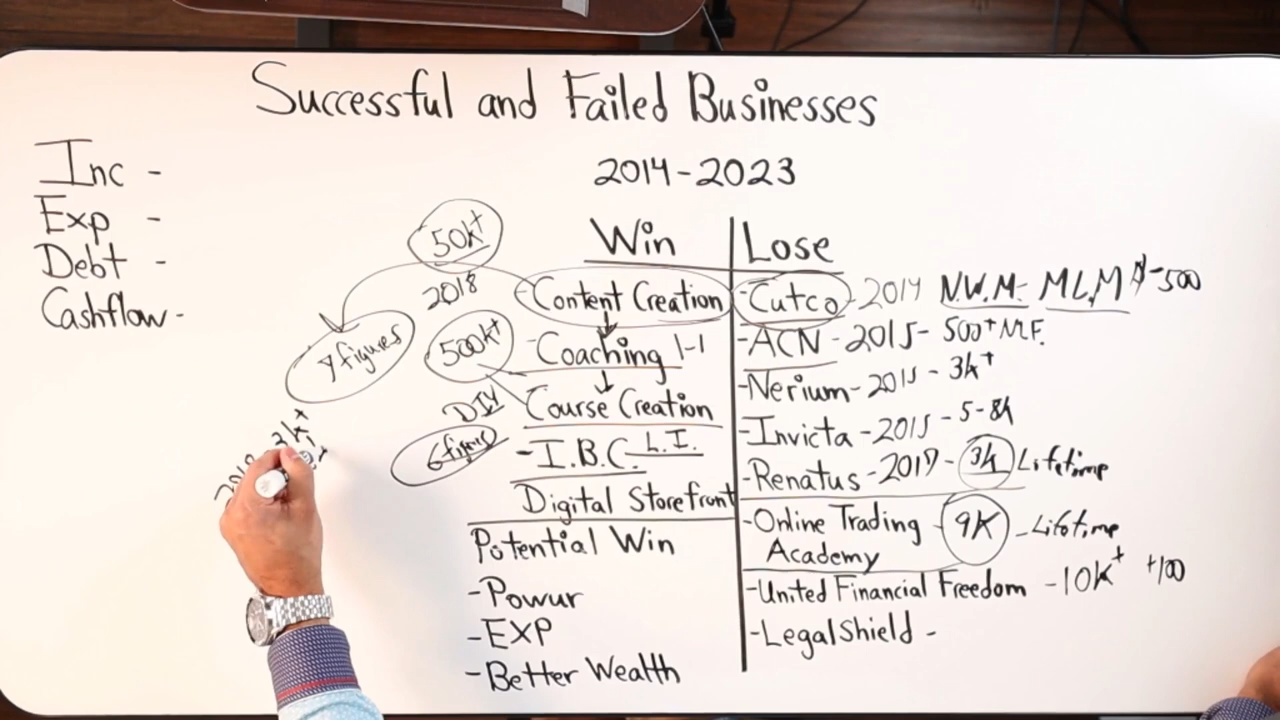 Successful and Failed Businesses
2014-2023
Inc -
Exp -
Debt -
Cashflow -
50k+
2018
7 figures
500k+
DIY
6 figures
2k+
Win
- Content Creation
- Coaching 1-1
Course Creation
- I.B.C. L.I.
Digital Storefront
Potential Win
- Powur
- EXP
- Better Wealth
Lose
- Cutco - 2014 N.W.M - MLM $-500
- ACN - 2015 - 500+ M.F.
- Nerium - 2015 - 3k+
- Invicta - 2015 - 5-8k
- Renatus - 2017 - 3k Lifetime
- Online Trading 9K - Lifetime
Academy
- United Financial Freedom - 10K+ +100
- LegalShield -